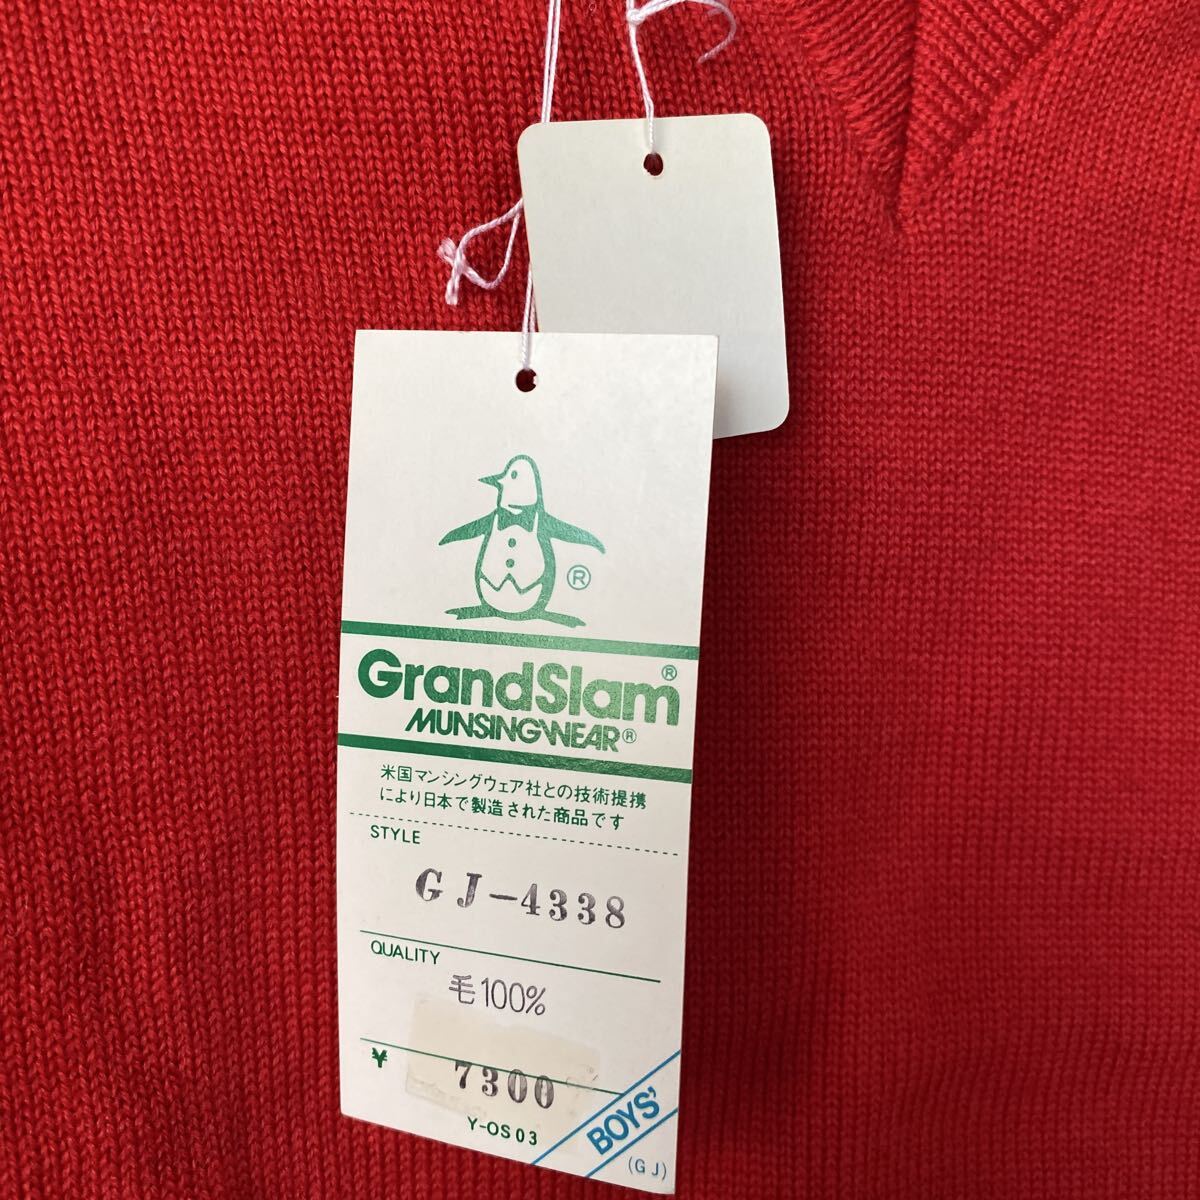 ®
GrandSlam®
MUNSINGWEAR®
米国マンシングウェア社との技術提携
により日本で製造された商品です
STYLE
GJ-4338
QUALITY
毛100%
¥ 7300
Y-OS03
BOYS'
(GJ)